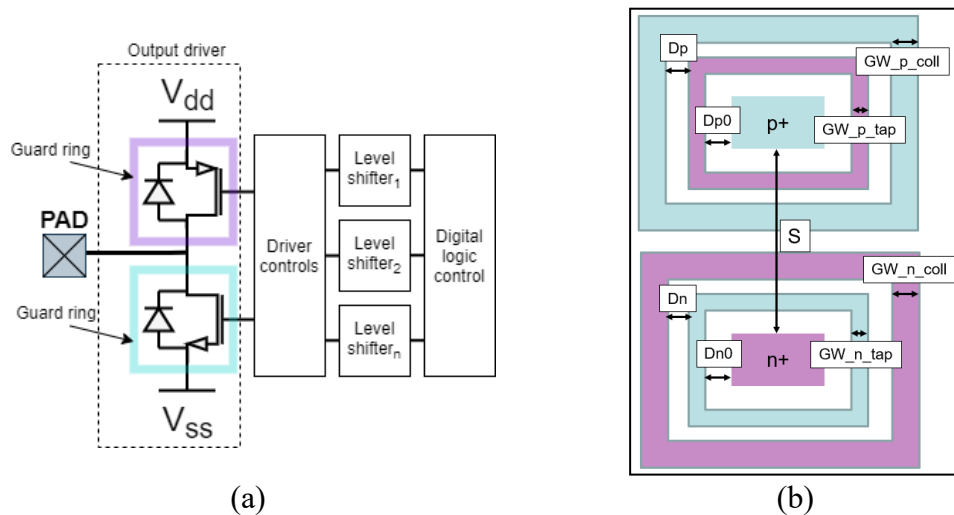 Output driver
Vdd
Guard ring
PAD
Guard ring
Vss
Driver
controls
Level
shifter1
Level
shifter2
Level
shiftern
Digital
logic
control
(a)
Dp
GW_p_coll
Dp0
p+
GW_p_tap
S
GW_n_coll
Dn
Dn0
n+
GW_n_tap
(b)